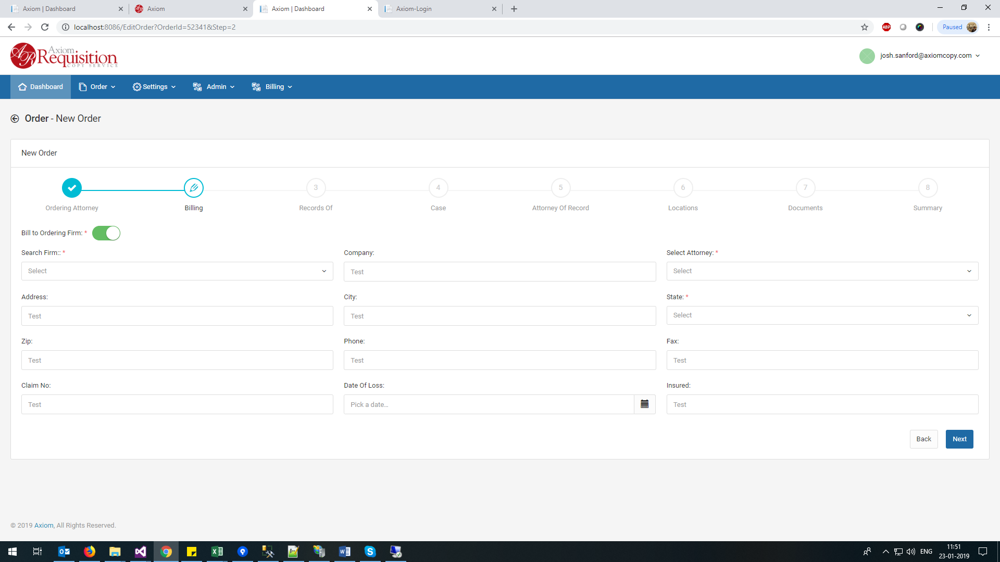 Axiom | Dashboard
Axiom
Axiom | Dashboard
Axiom-Login
localhost:8086/EditOrder?OrderId=52341&Step=2
ABP
Paused
AR Axiom
Requisition
COPY SERVICE
josh.sanford@axiomcopy.com
Dashboard
Order
Settings
Admin
Billing
Order - New Order
New Order
3
4
5
6
7
8
Ordering Attorney
Billing
Records Of
Case
Attorney Of Record
Locations
Documents
Summary
Bill to Ordering Firm: *
Search Firm:: *
Company:
Select Attorney: *
Select
Test
Select
Address:
City:
State: *
Test
Test
Select
Zip:
Phone:
Fax:
Test
Test
Test
Claim No:
Date Of Loss:
Insured:
Test
Pick a date...
Test
Back
Next
© 2019 Axiom, All Rights Reserved.
ENG
11:51
23-01-2019